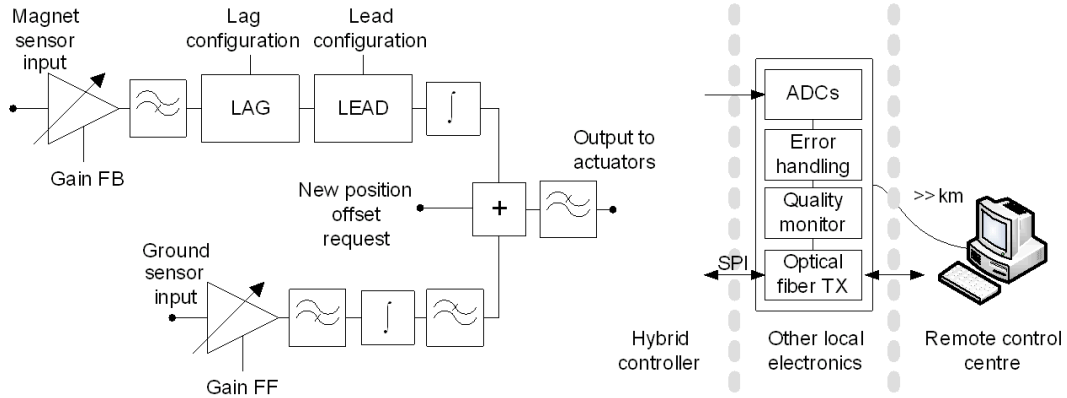 Magnet
sensor
input
Lag
configuration
Lead
configuration
LAG
LEAD
∫
Gain FB
Output to
actuators
New position
offset
request
+
Ground
sensor
input
∫
Gain FF
ADCs
Error
handling
Quality
monitor
>> km
SPI
Optical
fiber TX
Hybrid
controller
Other local
electronics
Remote control
centre